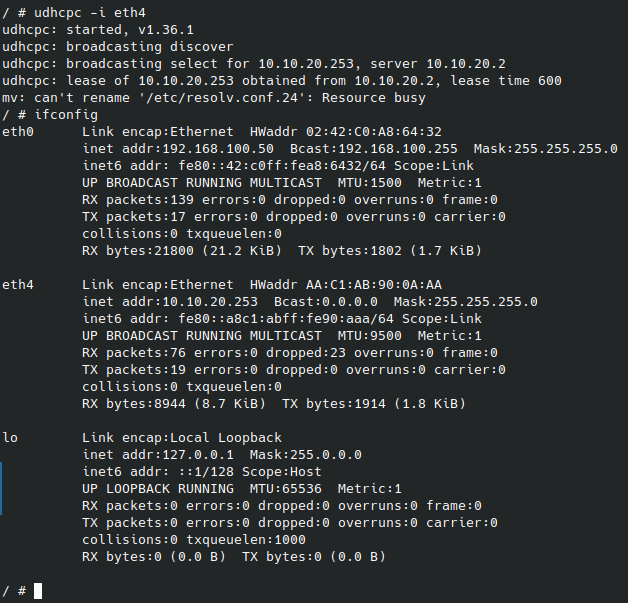 / # udhcpc -i eth4
udhcpc: started, v1.36.1
udhcpc: broadcasting discover
udhcpc: broadcasting select for 10.10.20.253, server 10.10.20.2
udhcpc: lease of 10.10.20.253 obtained from 10.10.20.2, lease time 600
mv: can't rename '/etc/resolv.conf.24': Resource busy
/ # ifconfig
eth0      Link encap:Ethernet  HWaddr 02:42:C0:A8:64:32
          inet addr:192.168.100.50  Bcast:192.168.100.255  Mask:255.255.255.0
          inet6 addr: fe80::42:c0ff:fea8:6432/64 Scope:Link
          UP BROADCAST RUNNING MULTICAST  MTU:1500  Metric:1
          RX packets:139 errors:0 dropped:0 overruns:0 frame:0
          TX packets:17 errors:0 dropped:0 overruns:0 carrier:0
          collisions:0 txqueuelen:0
          RX bytes:21800 (21.2 KiB)  TX bytes:1802 (1.7 KiB)

eth4      Link encap:Ethernet  HWaddr AA:C1:AB:90:0A:AA
          inet addr:10.10.20.253  Bcast:0.0.0.0  Mask:255.255.255.0
          inet6 addr: fe80::a8c1:abff:fe90:aaa/64 Scope:Link
          UP BROADCAST RUNNING MULTICAST  MTU:9500  Metric:1
          RX packets:76 errors:0 dropped:23 overruns:0 frame:0
          TX packets:19 errors:0 dropped:0 overruns:0 carrier:0
          collisions:0 txqueuelen:0
          RX bytes:8944 (8.7 KiB)  TX bytes:1914 (1.8 KiB)

lo        Link encap:Local Loopback
          inet addr:127.0.0.1  Mask:255.0.0.0
          inet6 addr: ::1/128 Scope:Host
          UP LOOPBACK RUNNING  MTU:65536  Metric:1
          RX packets:0 errors:0 dropped:0 overruns:0 frame:0
          TX packets:0 errors:0 dropped:0 overruns:0 carrier:0
          collisions:0 txqueuelen:1000
          RX bytes:0 (0.0 B)  TX bytes:0 (0.0 B)

/ #